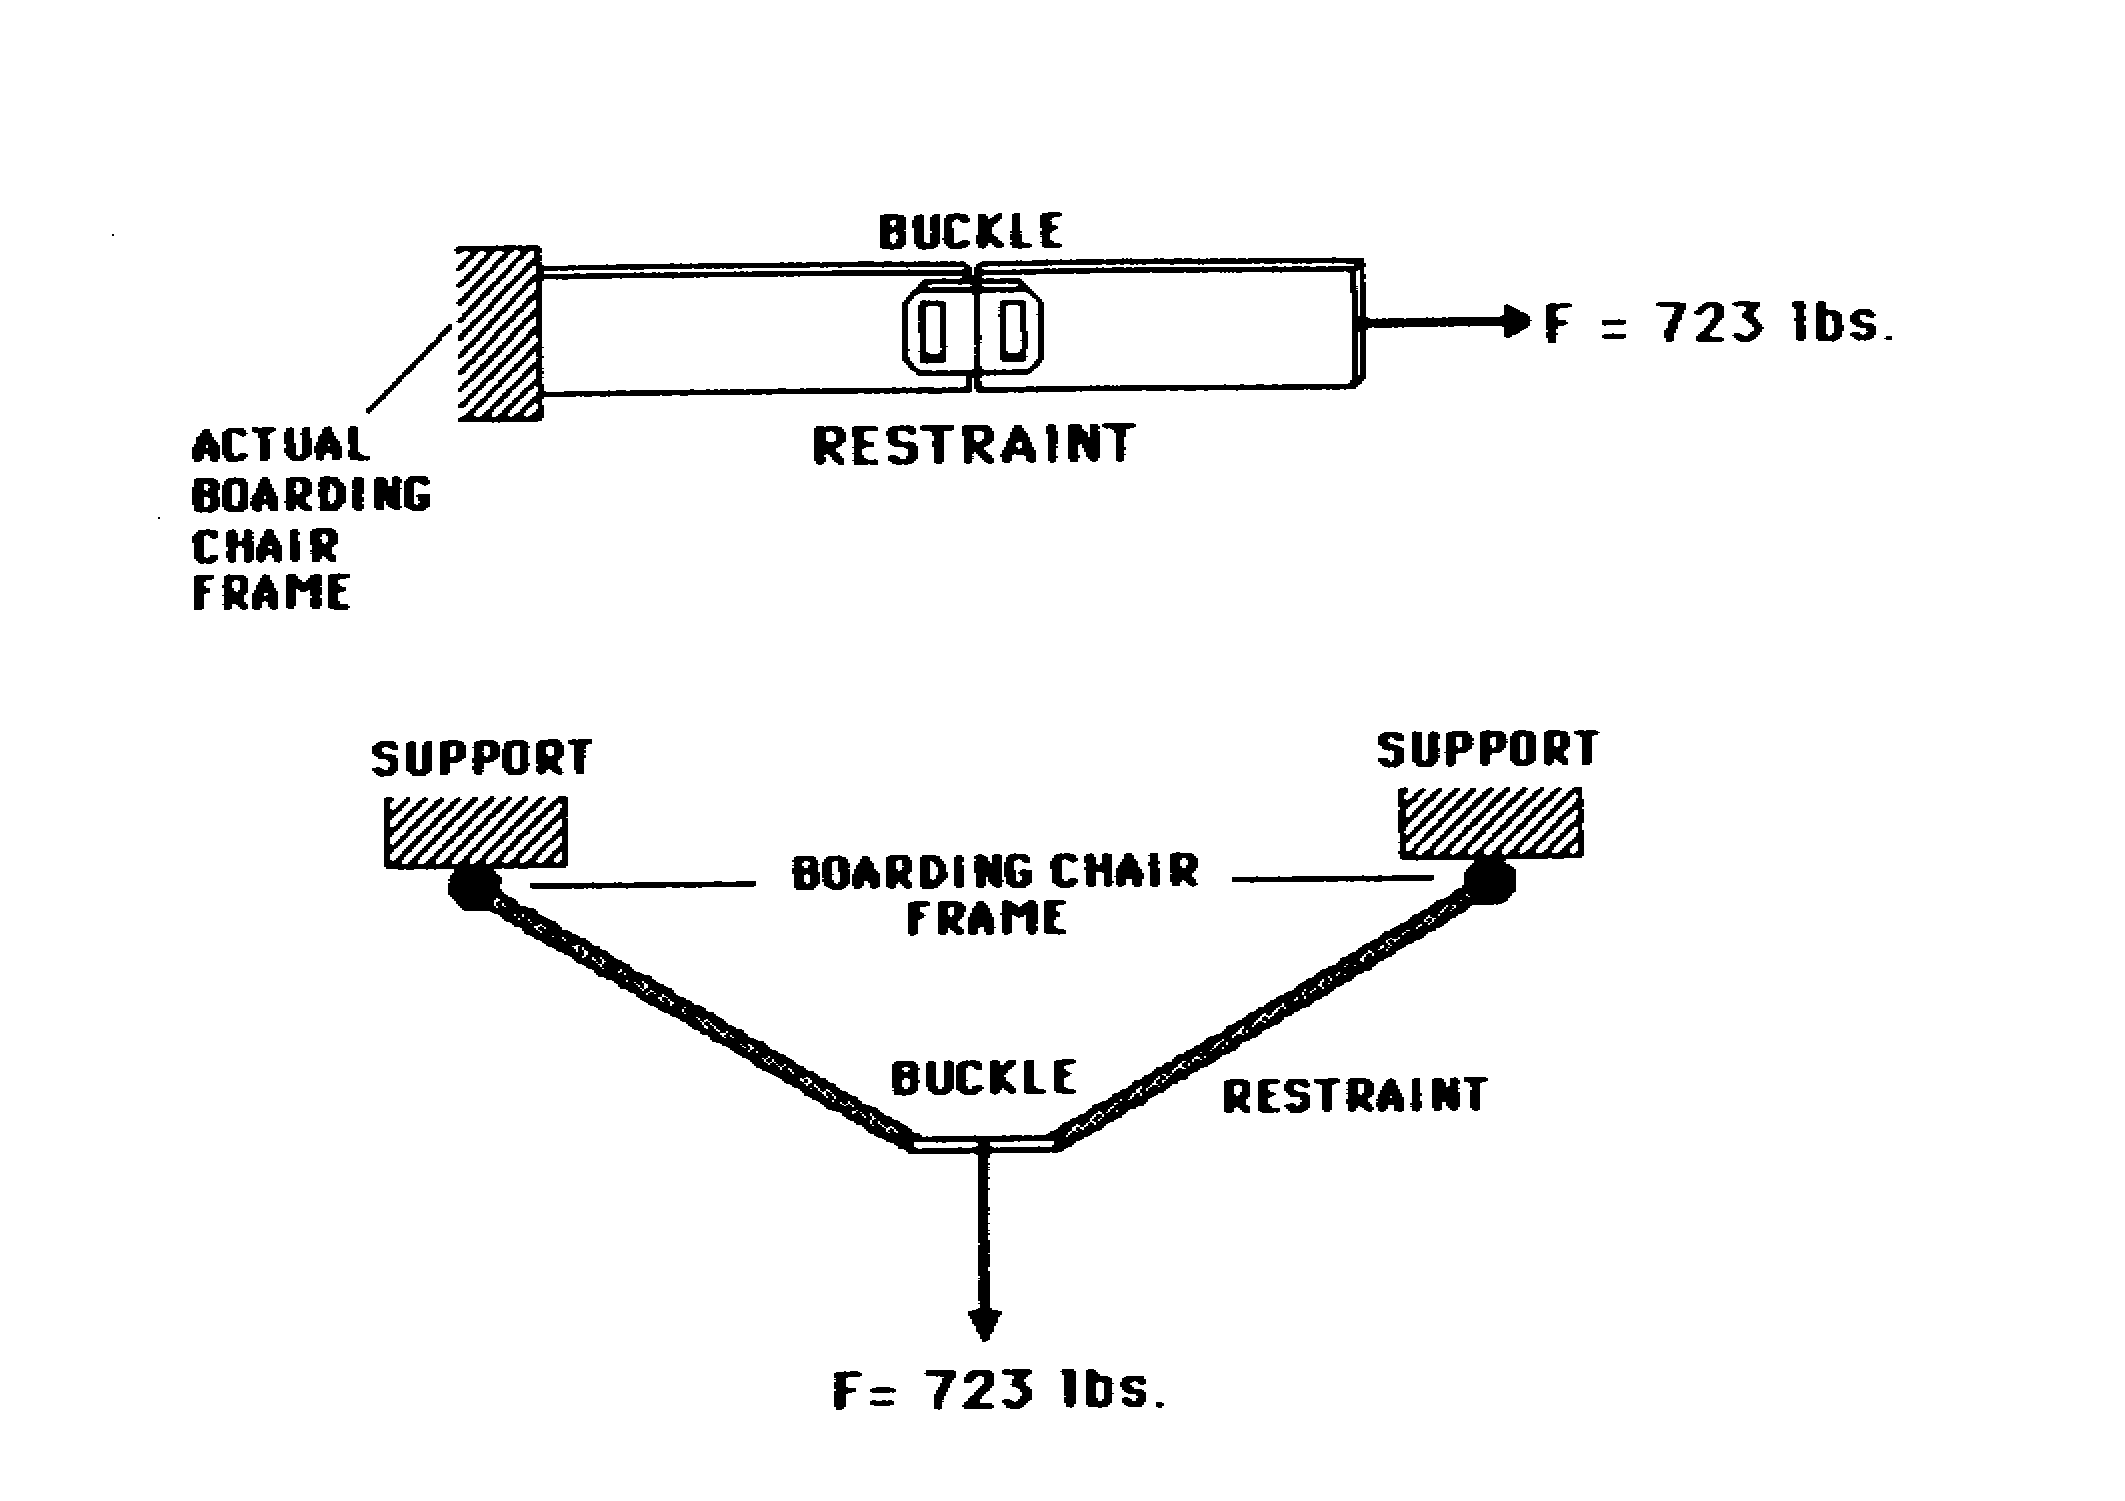 BUCKLE
F = 723 lbs.
RESTRAINT
ACTUAL
BOARDING
CHAIR
FRAME
SUPPORT
SUPPORT
BOARDING CHAIR
FRAME
BUCKLE
RESTRAINT
F= 723 lbs.